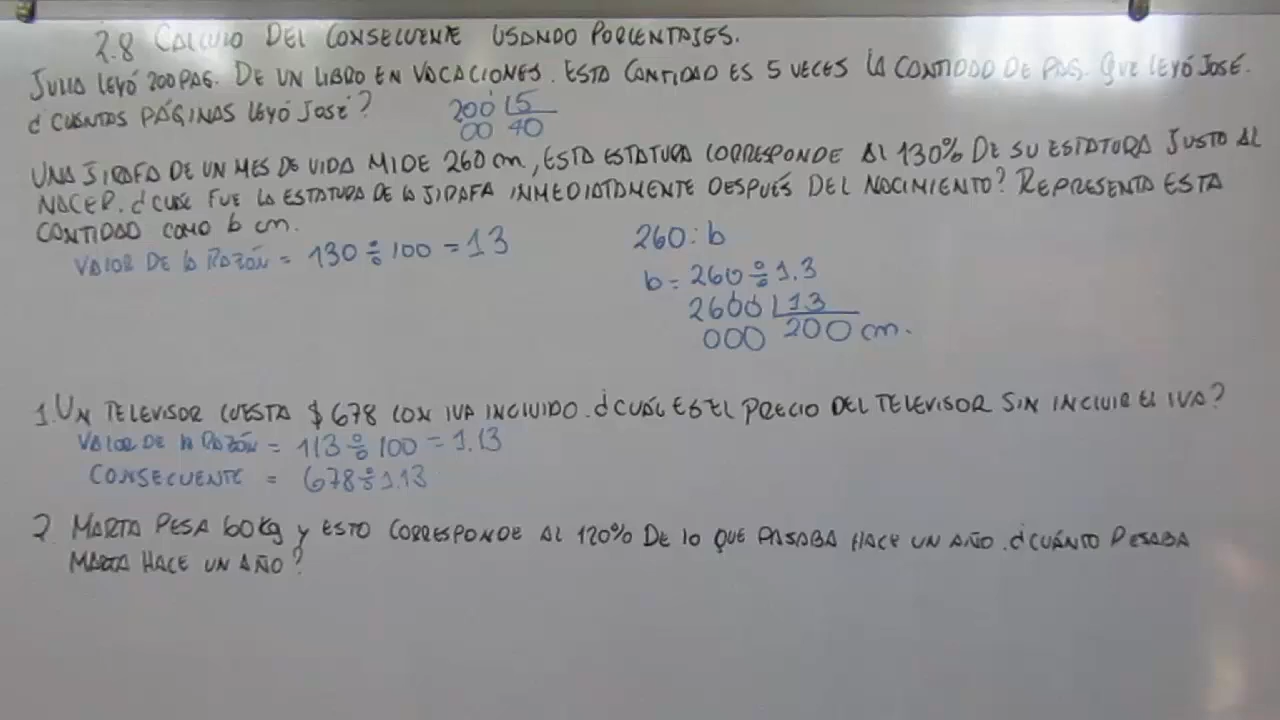 2.8 CALCULO DEL CONSECUENTE USANDO PORCENTAJES.
JULIA LEYÓ 200 PAG. DE UN LIBRO EN VACACIONES. ESTA CANTIDAD ES 5 VECES LA CANTIDAD DE PAG. QUE LEYÓ JOSÉ.
¿CUÁNTAS PÁGINAS LEYÓ JOSÉ? 200 5
00 40
UNA JIRAFA DE UN MES DE VIDA MIDE 260 cm, ESTA ESTATURA CORRESPONDE AL 130% DE SU ESTATURA JUSTO AL
NACER. ¿CUÁL FUE LA ESTATURA DE LA JIRAFA INMEDIATAMENTE DESPUÉS DEL NACIMIENTO? REPRESENTA ESTA
CANTIDAD COMO b cm.
VALOR DE LA RAZÓN = 130 ÷ 100 = 1.3
260 : b
b = 260 ÷ 1.3
2600 13
000 200 cm.
1. UN TELEVISOR CUESTA $ 678 CON IVA INCLUIDO. ¿CUÁL ES EL PRECIO DEL TELEVISOR SIN INCLUIR EL IVA?
VALOR DE LA RAZÓN = 113 ÷ 100 = 1.13
CONSECUENTE = 678 ÷ 1.13
2 MARTA PESA 60 kg y ESTO CORRESPONDE AL 120% DE LO QUE PASABA HACE UN AÑO. ¿CUÁNTO PESABA
MARTA HACE UN AÑO?